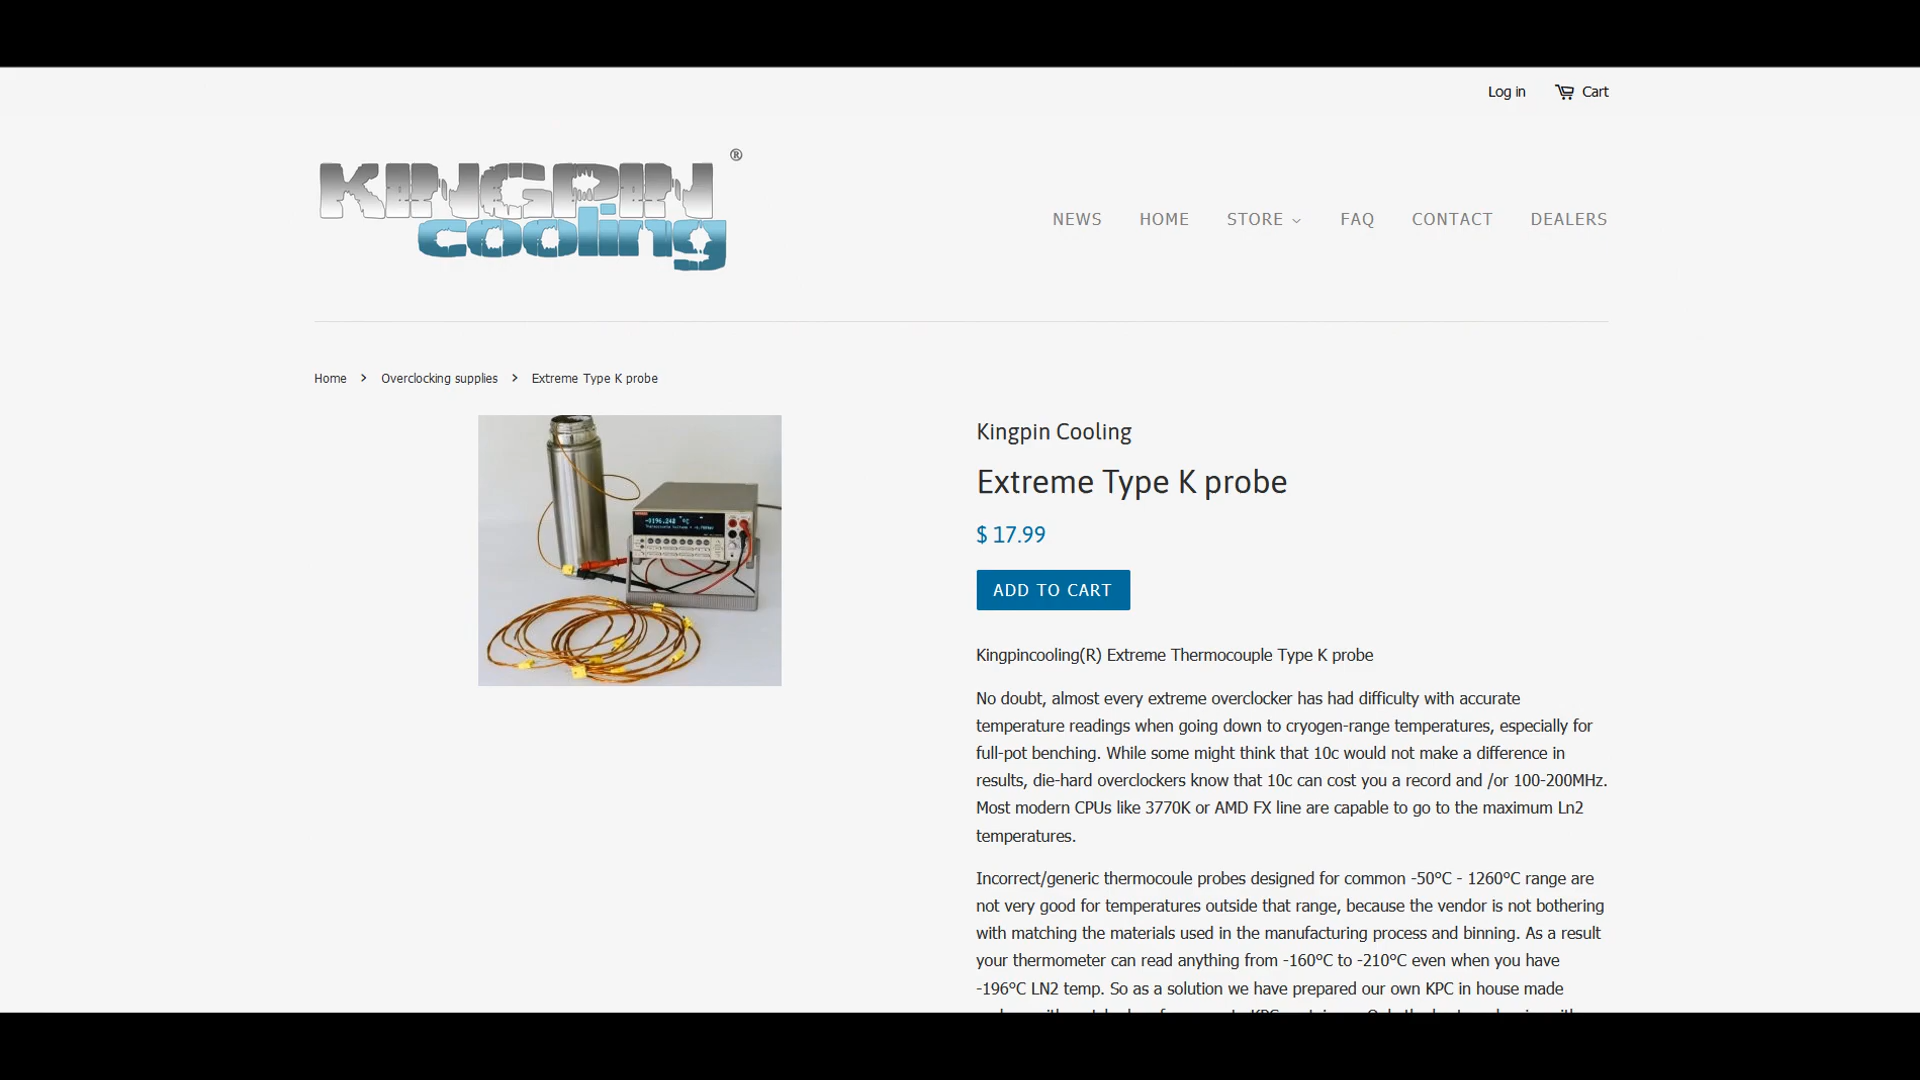 Log in
Cart
KINGPIN ®
cooling
NEWS
HOME
STORE
FAQ
CONTACT
DEALERS
Home
Overclocking supplies
Extreme Type K probe
Kingpin Cooling
Extreme Type K probe
$ 17.99
ADD TO CART
Kingpincooling(R) Extreme Thermocouple Type K probe
No doubt, almost every extreme overclocker has had difficulty with accurate
temperature readings when going down to cryogen-range temperatures, especially for
full-pot benching. While some might think that 10c would not make a difference in
results, die-hard overclockers know that 10c can cost you a record and /or 100-200MHz.
Most modern CPUs like 3770K or AMD FX line are capable to go to the maximum Ln2
temperatures.
Incorrect/generic thermocoule probes designed for common -50°C - 1260°C range are
not very good for temperatures outside that range, because the vendor is not bothering
with matching the materials used in the manufacturing process and binning. As a result
your thermometer can read anything from -160°C to -210°C even when you have
-196°C LN2 temp. So as a solution we have prepared our own KPC in house made